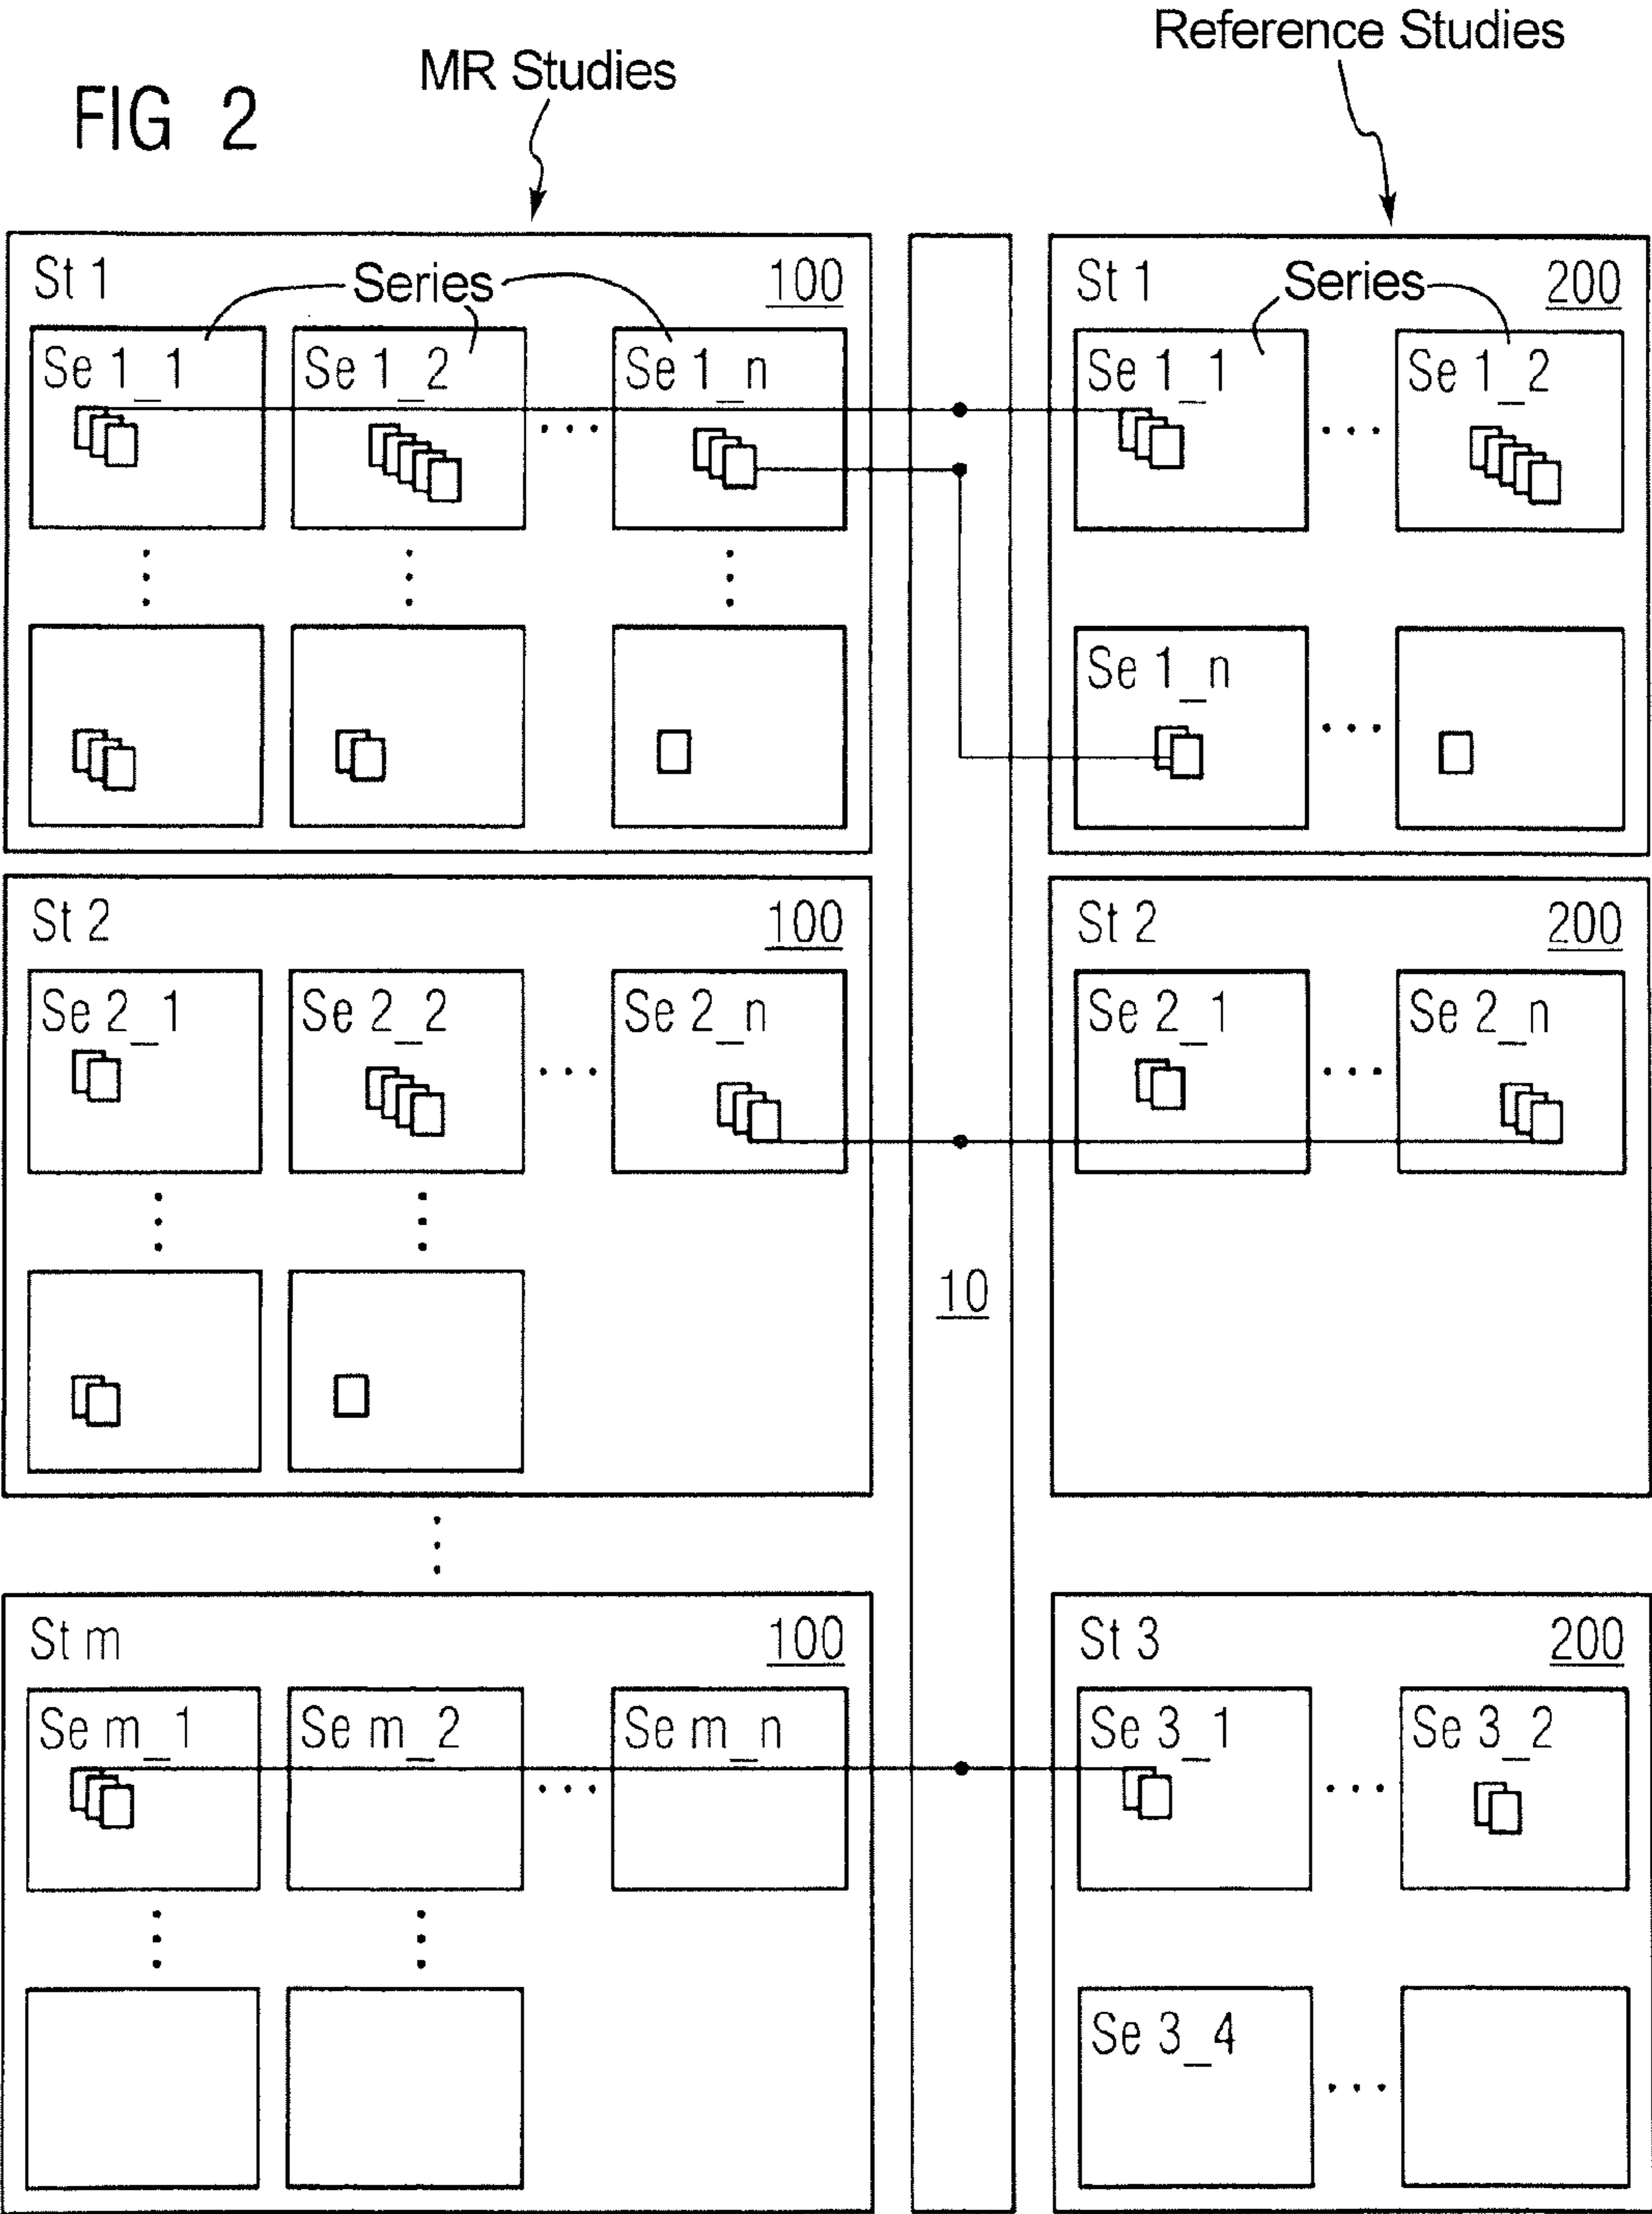 FIG 2
MR Studies
Reference Studies
St 1
Series
100
Se 1_1
Se 1_2
...
Se 1_n
St 1
Series
200
Se 1_1
...
Se 1_2
Se 1_n
...
St 2
100
Se 2_1
Se 2_2
...
Se 2_n
St 2
200
Se 2_1
...
Se 2_n
10
St m
100
Se m_1
Se m_2
...
Se m_n
St 3
200
Se 3_1
...
Se 3_2
Se 3_4
...